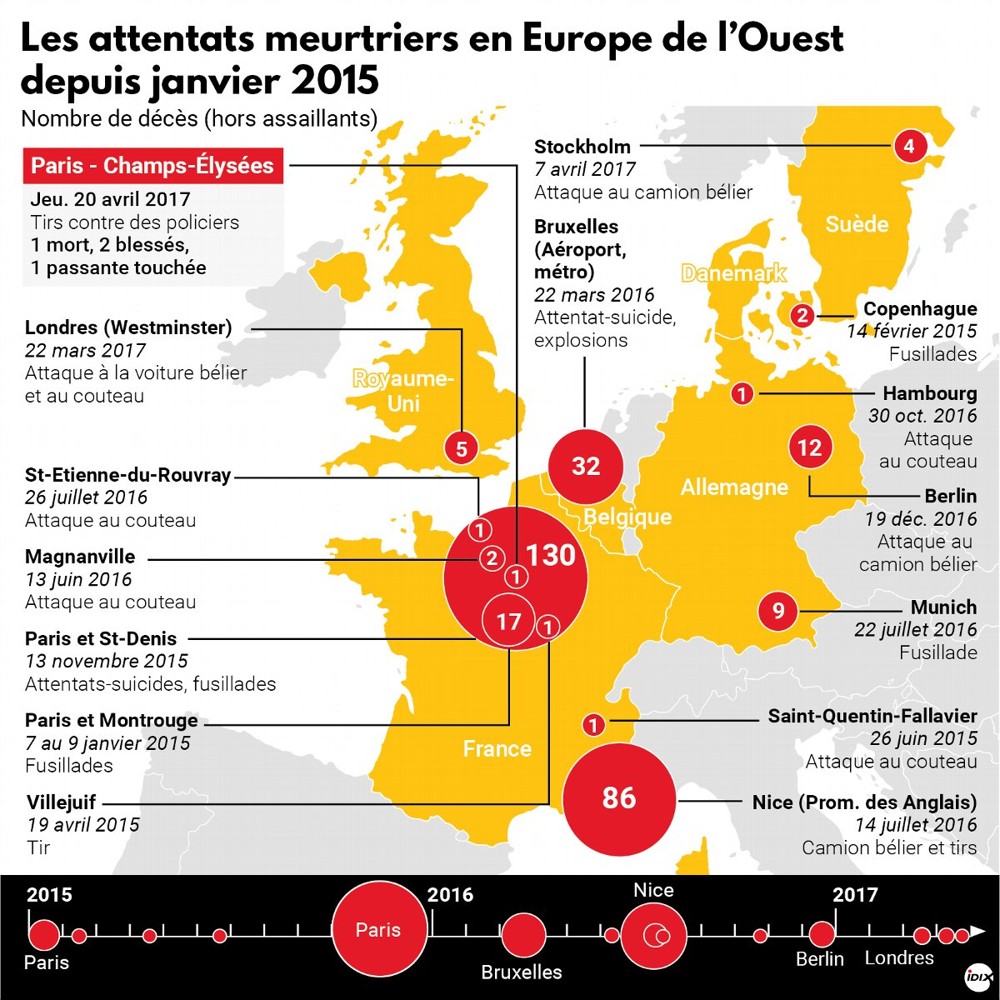 Les attentats meurtriers en Europe de l’Ouest
depuis janvier 2015
Nombre de décès (hors assaillants)
Paris - Champs-Élysées
Jeu. 20 avril 2017
Tirs contre des policiers
1 mort, 2 blessés,
1 passante touchée
Londres (Westminster)
22 mars 2017
Attaque à la voiture bélier
et au couteau
St-Etienne-du-Rouvray
26 juillet 2016
Attaque au couteau
Magnanville
13 juin 2016
Attaque au couteau
Paris et St-Denis
13 novembre 2015
Attentats-suicides, fusillades
Paris et Montrouge
7 au 9 janvier 2015
Fusillades
Villejuif
19 avril 2015
Tir
Stockholm
7 avril 2017
Attaque au camion bélier
Bruxelles
(Aéroport,
métro)
22 mars 2016
Attentat-suicide,
explosions
Copenhague
14 février 2015
Fusillades
Hambourg
30 oct. 2016
Attaque
au couteau
Berlin
19 déc. 2016
Attaque au
camion bélier
Munich
22 juillet 2016
Fusillade
Saint-Quentin-Fallavier
26 juin 2015
Attaque au couteau
Nice (Prom. des Anglais)
14 juillet 2016
Camion bélier et tirs
Suède
Danemark
Royaume-
Uni
Allemagne
Belgique
France
4
2
1
12
5
32
1
130
2
1
17
1
9
1
86
2015
2016
Nice
2017
Paris
Paris
Bruxelles
Berlin
Londres
iDIX